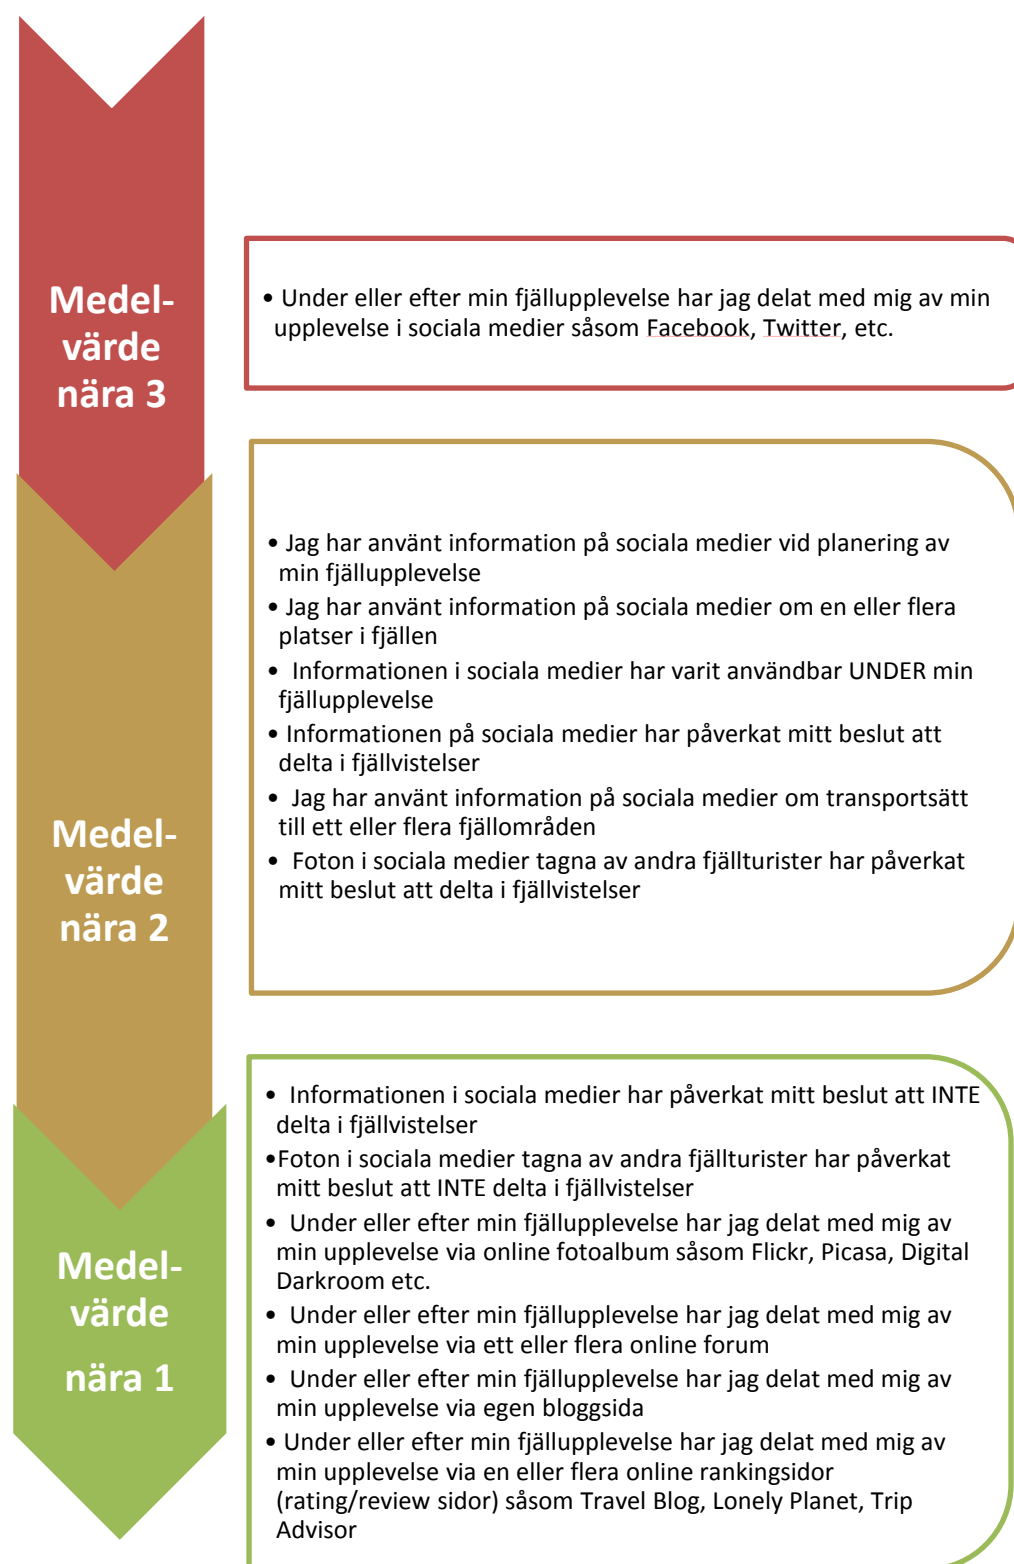 Medel-
värde
nära 3
• Under eller efter min fjällupplevelse har jag delat med mig av min
upplevelse i sociala medier såsom Facebook, Twitter, etc.
Medel-
värde
nära 2
• Jag har använt information på sociala medier vid planering av
min fjällupplevelse
• Jag har använt information på sociala medier om en eller flera
platser i fjällen
• Informationen i sociala medier har varit användbar UNDER min
fjällupplevelse
• Informationen på sociala medier har påverkat mitt beslut att
delta i fjällvistelser
• Jag har använt information på sociala medier om transportsätt
till ett eller flera fjällområden
• Foton i sociala medier tagna av andra fjällturister har påverkat
mitt beslut att delta i fjällvistelser
Medel-
värde
nära 1
• Informationen i sociala medier har påverkat mitt beslut att INTE
delta i fjällvistelser
•Foton i sociala medier tagna av andra fjällturister har påverkat
mitt beslut att INTE delta i fjällvistelser
• Under eller efter min fjällupplevelse har jag delat med mig av
min upplevelse via online fotoalbum såsom Flickr, Picasa, Digital
Darkroom etc.
• Under eller efter min fjällupplevelse har jag delat med mig av
min upplevelse via ett eller flera online forum
• Under eller efter min fjällupplevelse har jag delat med mig av
min upplevelse via egen bloggsida
• Under eller efter min fjällupplevelse har jag delat med mig av
min upplevelse via en eller flera online rankingsidor
(rating/review sidor) såsom Travel Blog, Lonely Planet, Trip
Advisor